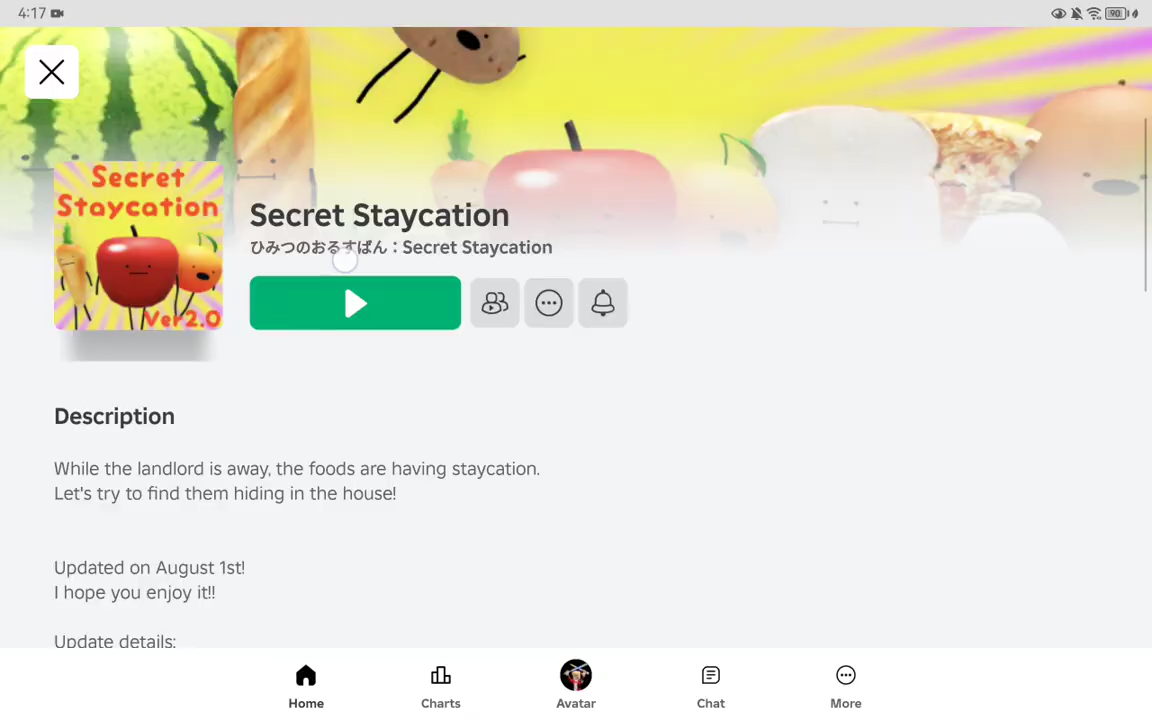 4:17
90
Secret
Staycation
Ver2.0
Secret Staycation
ひみつのおるすばん：Secret Staycation
Description
While the landlord is away, the foods are having staycation.
Let's try to find them hiding in the house!
Updated on August 1st!
I hope you enjoy it!!
Update details:
Home
Charts
Avatar
Chat
More